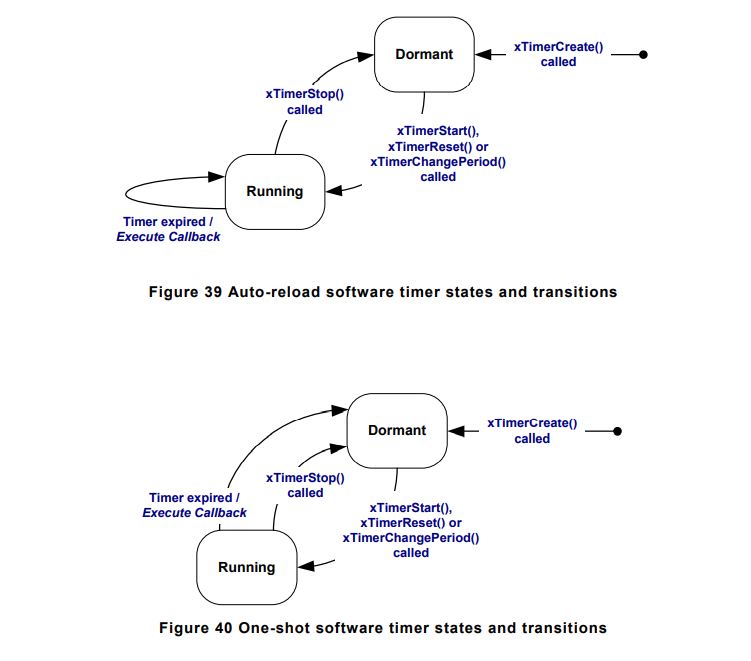 Dormant
xTimerCreate()
called
xTimerStop()
called
xTimerStart(),
xTimerReset() or
xTimerChangePeriod()
called
Running
Timer expired /
Execute Callback
Figure 39 Auto-reload software timer states and transitions
Dormant
xTimerCreate()
called
xTimerStop()
called
Timer expired /
Execute Callback
xTimerStart(),
xTimerReset() or
xTimerChangePeriod()
called
Running
Figure 40 One-shot software timer states and transitions